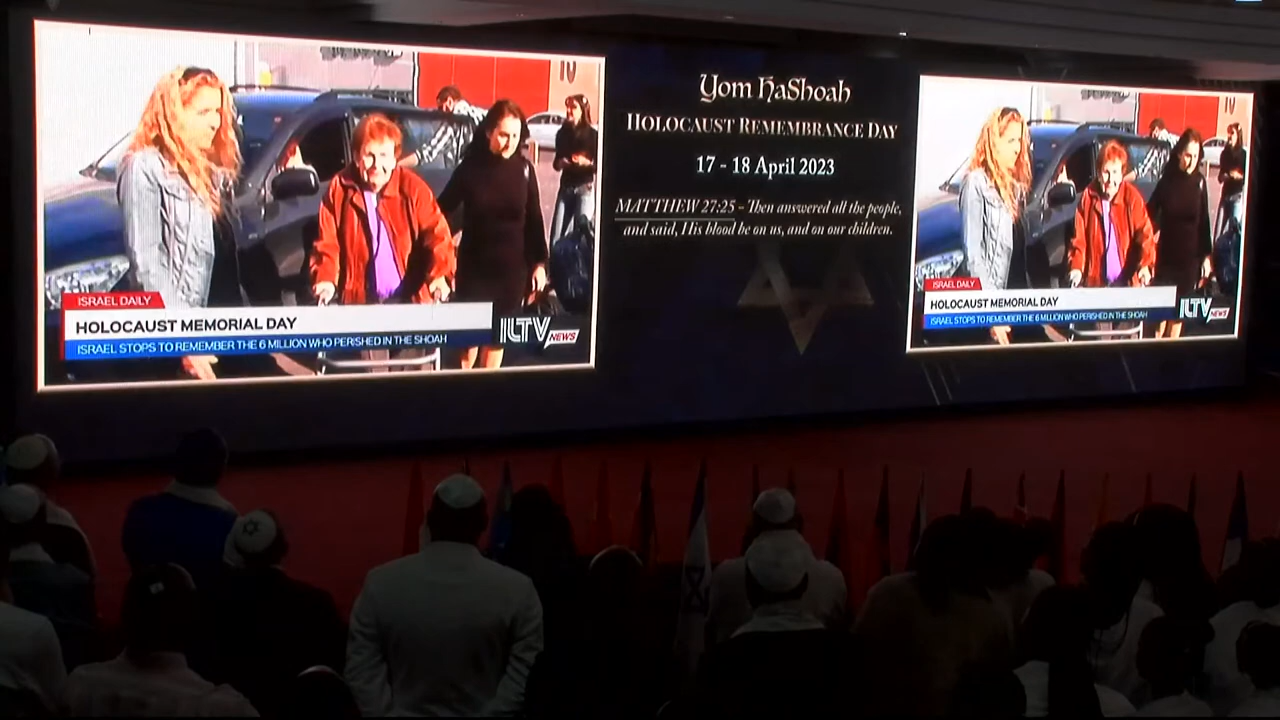 ISRAEL DAILY
HOLOCAUST MEMORIAL DAY
ISRAEL STOPS TO REMEMBER THE 6 MILLION WHO PERISHED IN THE SHOAH
ILTV NEWS
Yom HaShoah
HOLOCAUST REMEMBRANCE DAY
17 - 18 April 2023
MATTHEW 27:25 - Then answered all the people,
and said, His blood be on us, and on our children.
ISRAEL DAILY
HOLOCAUST MEMORIAL DAY
ISRAEL STOPS TO REMEMBER THE 6 MILLION WHO PERISHED IN THE SHOAH
ILTV NEWS